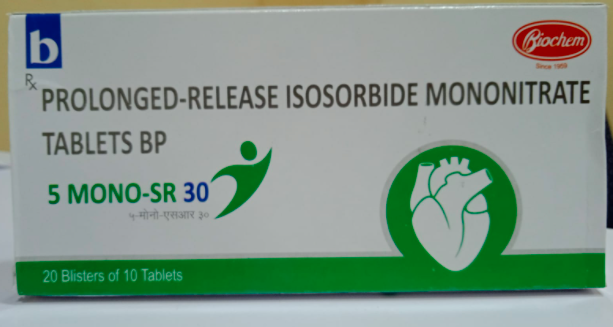 b
Biochem
Since 1959
Rx
PROLONGED-RELEASE ISOSORBIDE MONONITRATE
TABLETS BP
5 MONO-SR 30
५-मोनो-एसआर ३०
20 Blisters of 10 Tablets